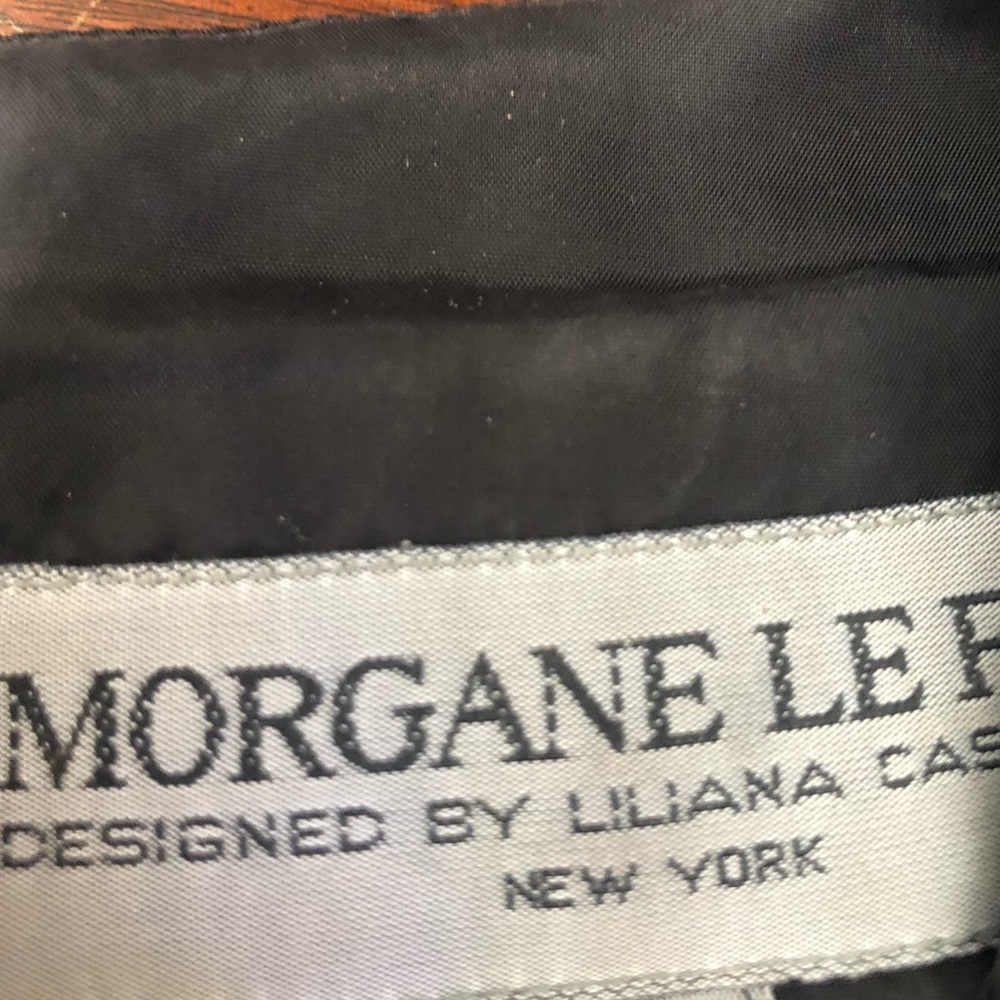 MORGANE LE F
DESIGNED BY LILIANA CAS
NEW YORK